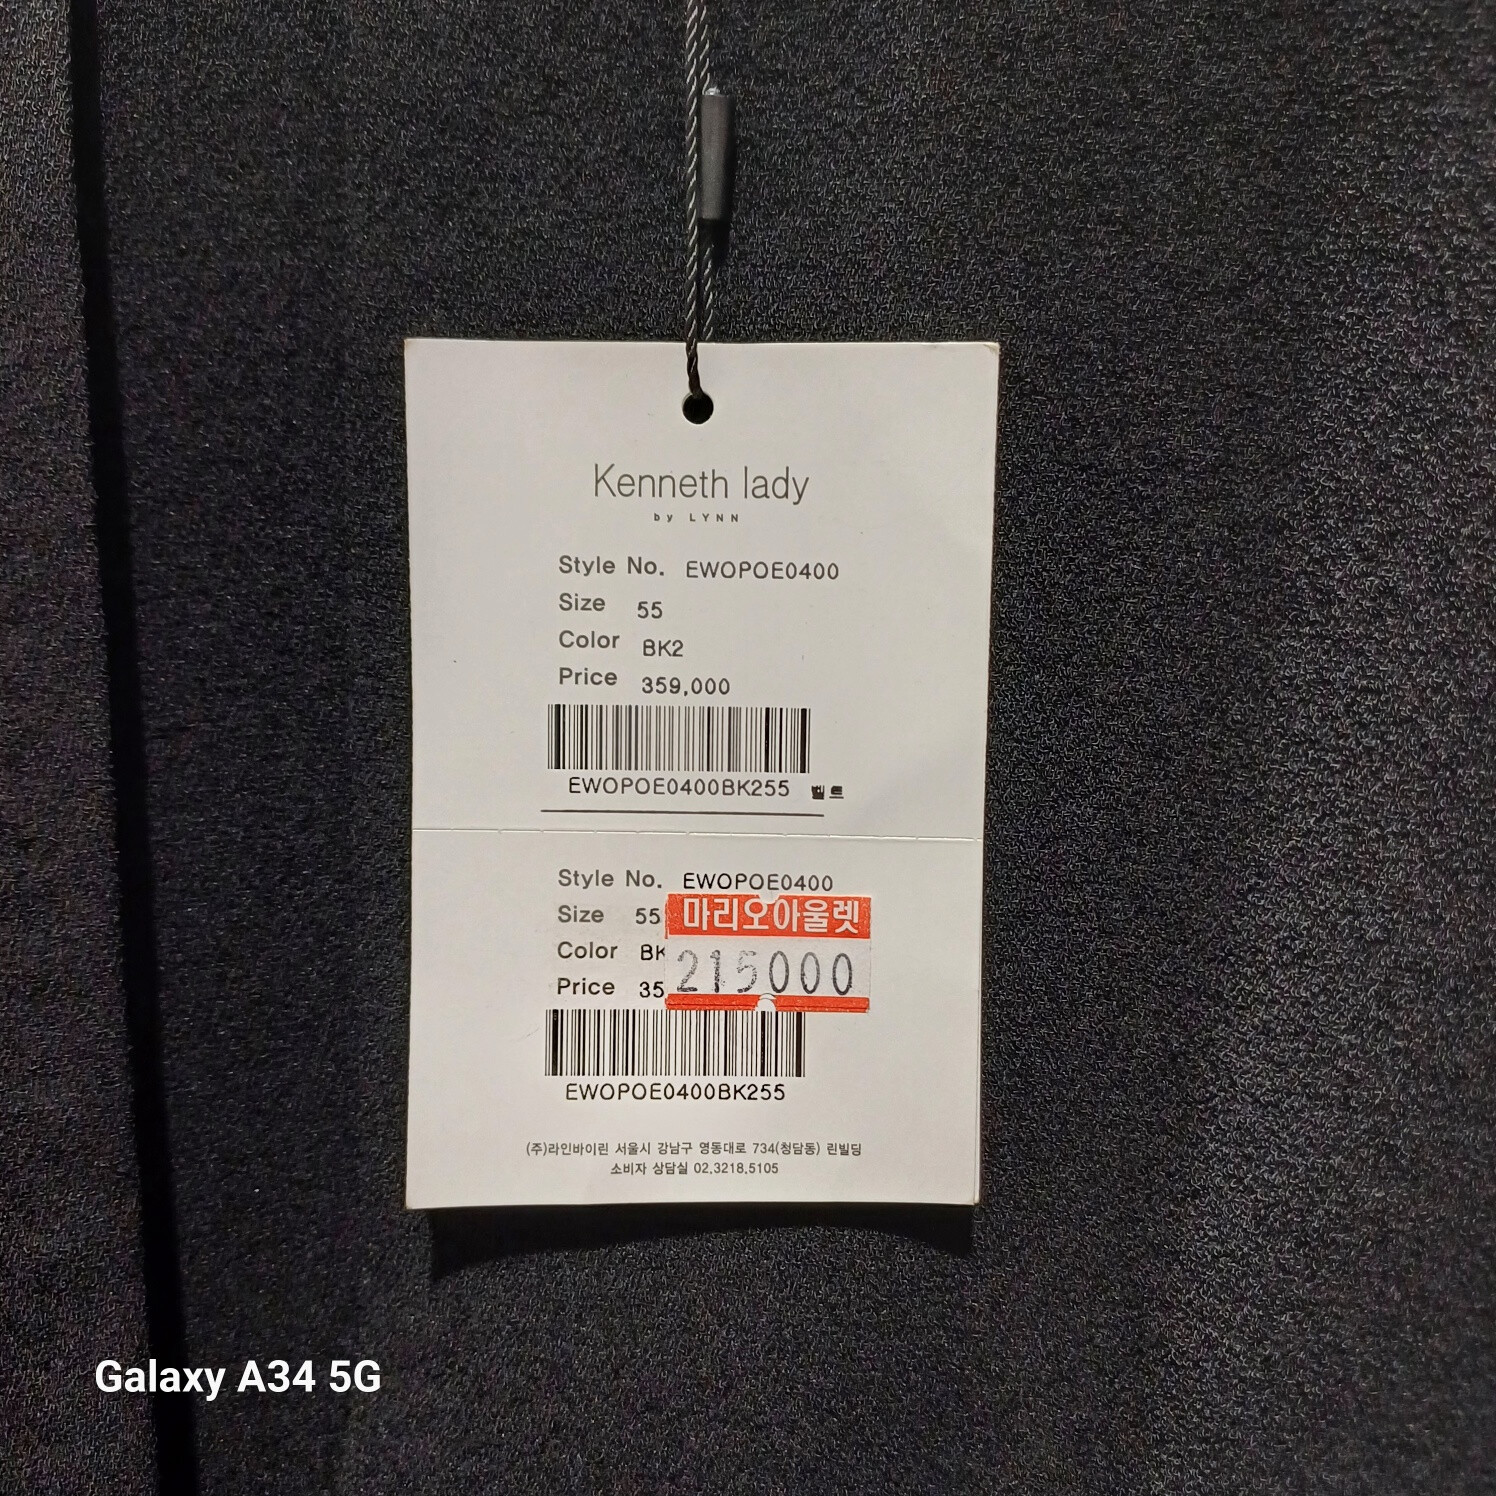 Kenneth lady
by LYNN
Style No. EWOPOE0400
Size 55
Color BK2
Price 359,000
EWOPOE0400BK255 벨트
Style No. EWOPOE0400
Size 55
마리오아울렛
Color BK
215000
Price 35
EWOPOE0400BK255
(주)라인바이린 서울시 강남구 영동대로 734(청담동) 린빌딩
소비자 상담실 02.3218.5105
Galaxy A34 5G